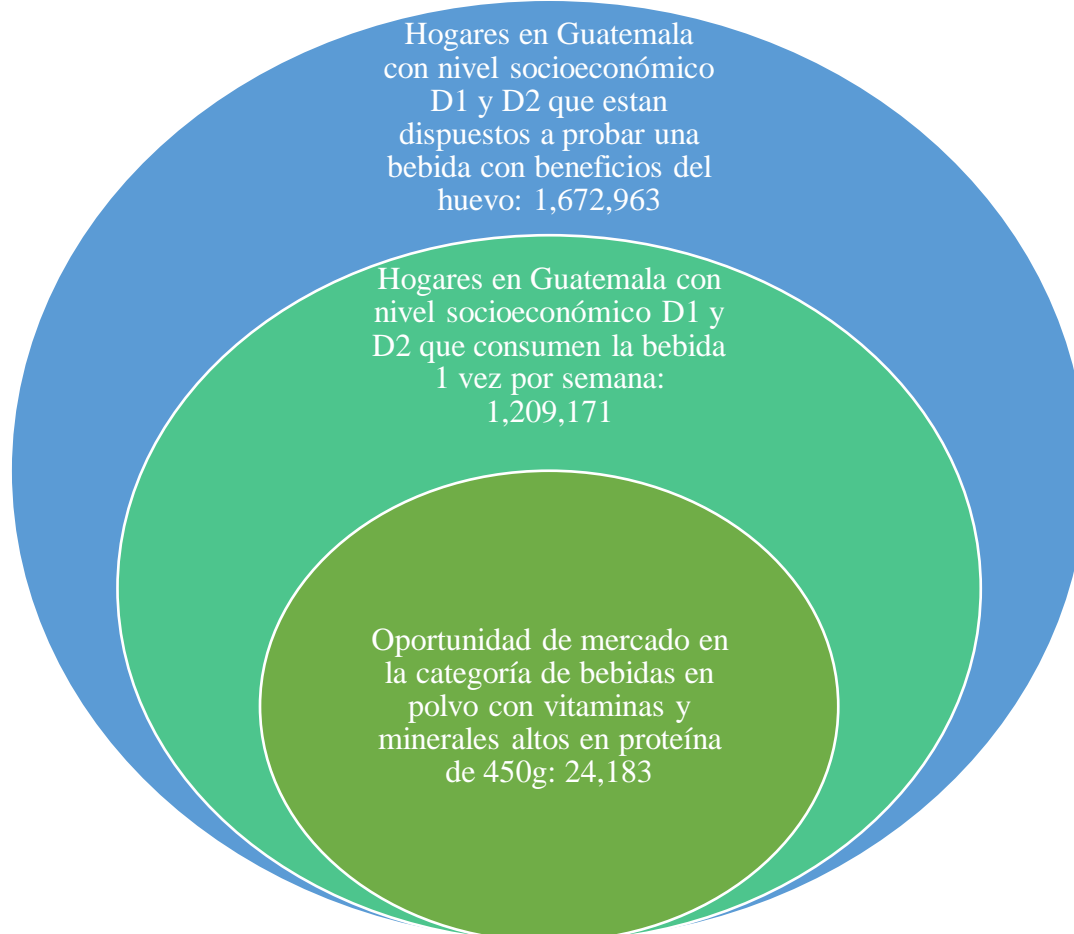 Hogares en Guatemala
con nivel socioeconómico
D1 y D2 que estan
dispuestos a probar una
bebida con beneficios del
huevo: 1,672,963
Hogares en Guatemala con
nivel socioeconómico D1 y
D2 que consumen la bebida
1 vez por semana:
1,209,171
Oportunidad de mercado en
la categoría de bebidas en
polvo con vitaminas y
minerales altos en proteína
de 450g: 24,183